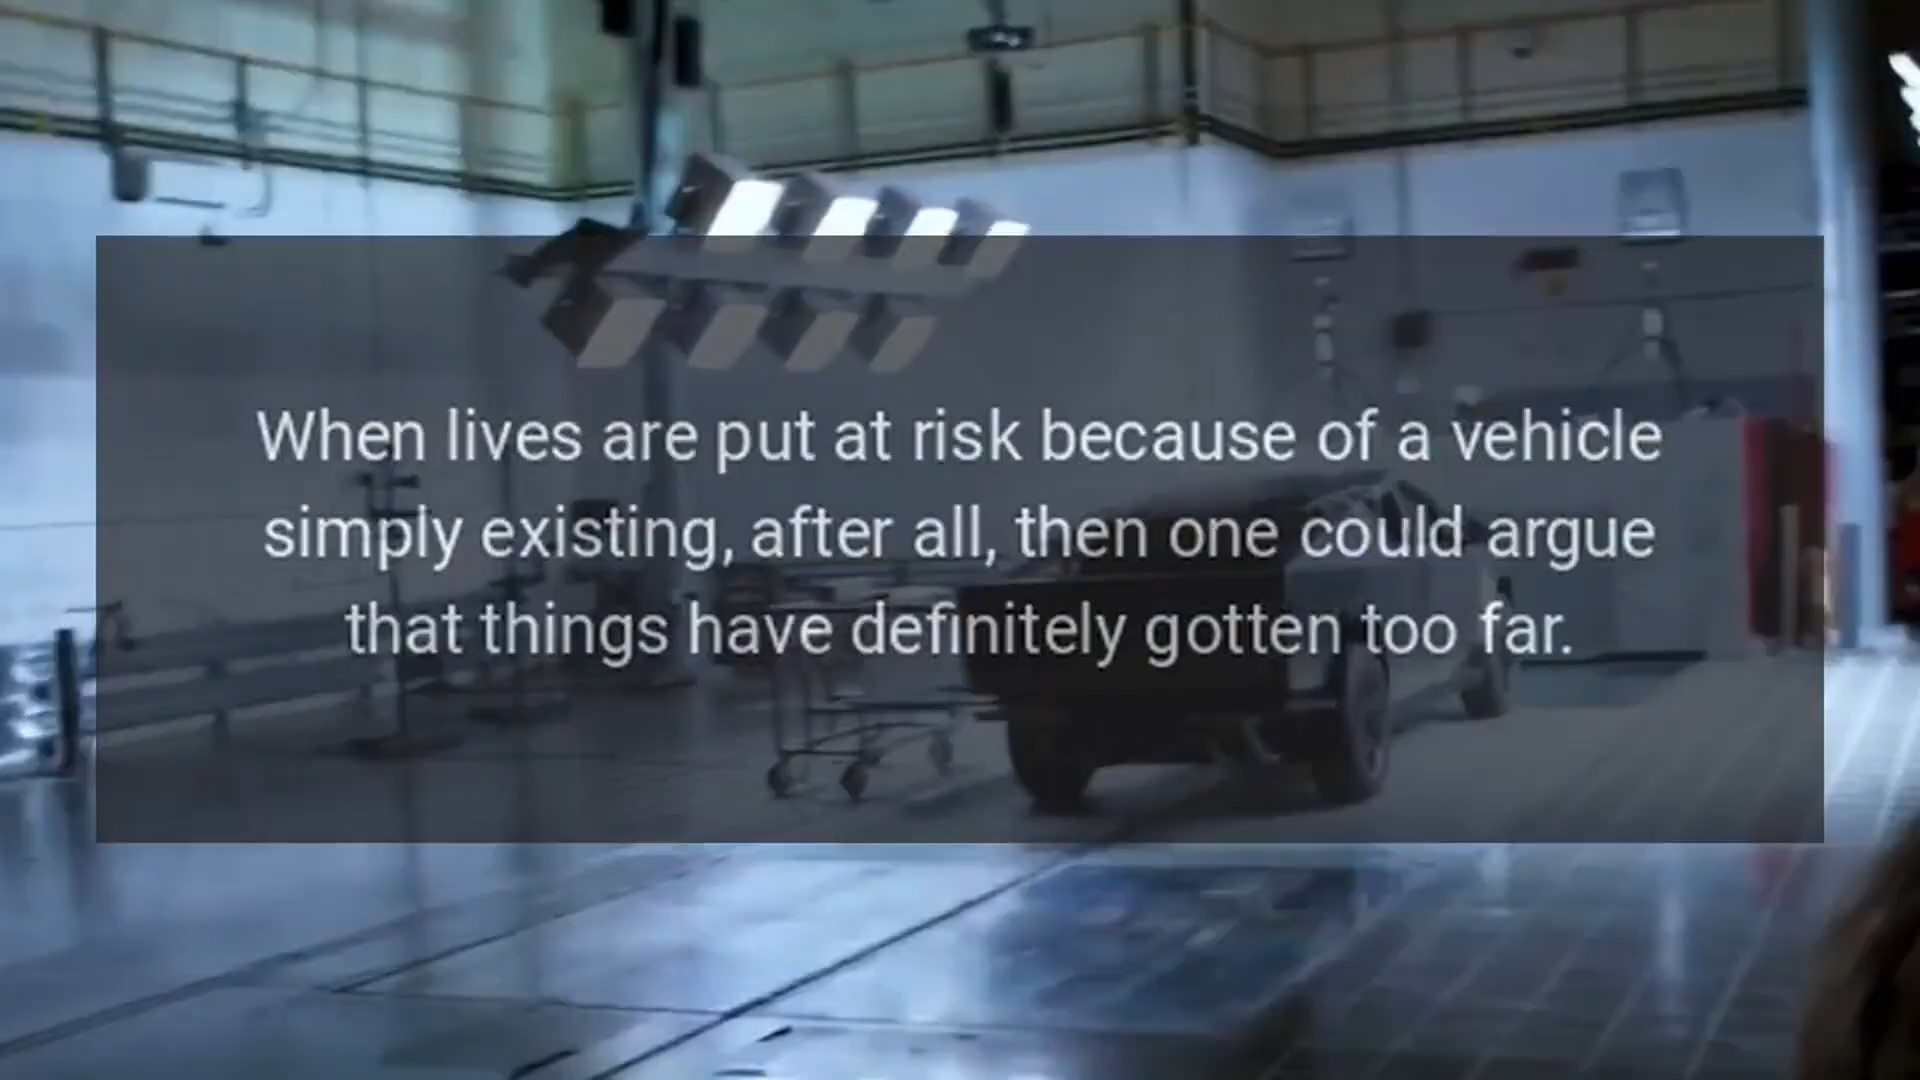 When lives are put at risk because of a vehicle
simply existing, after all, then one could argue
that things have definitely gotten too far.